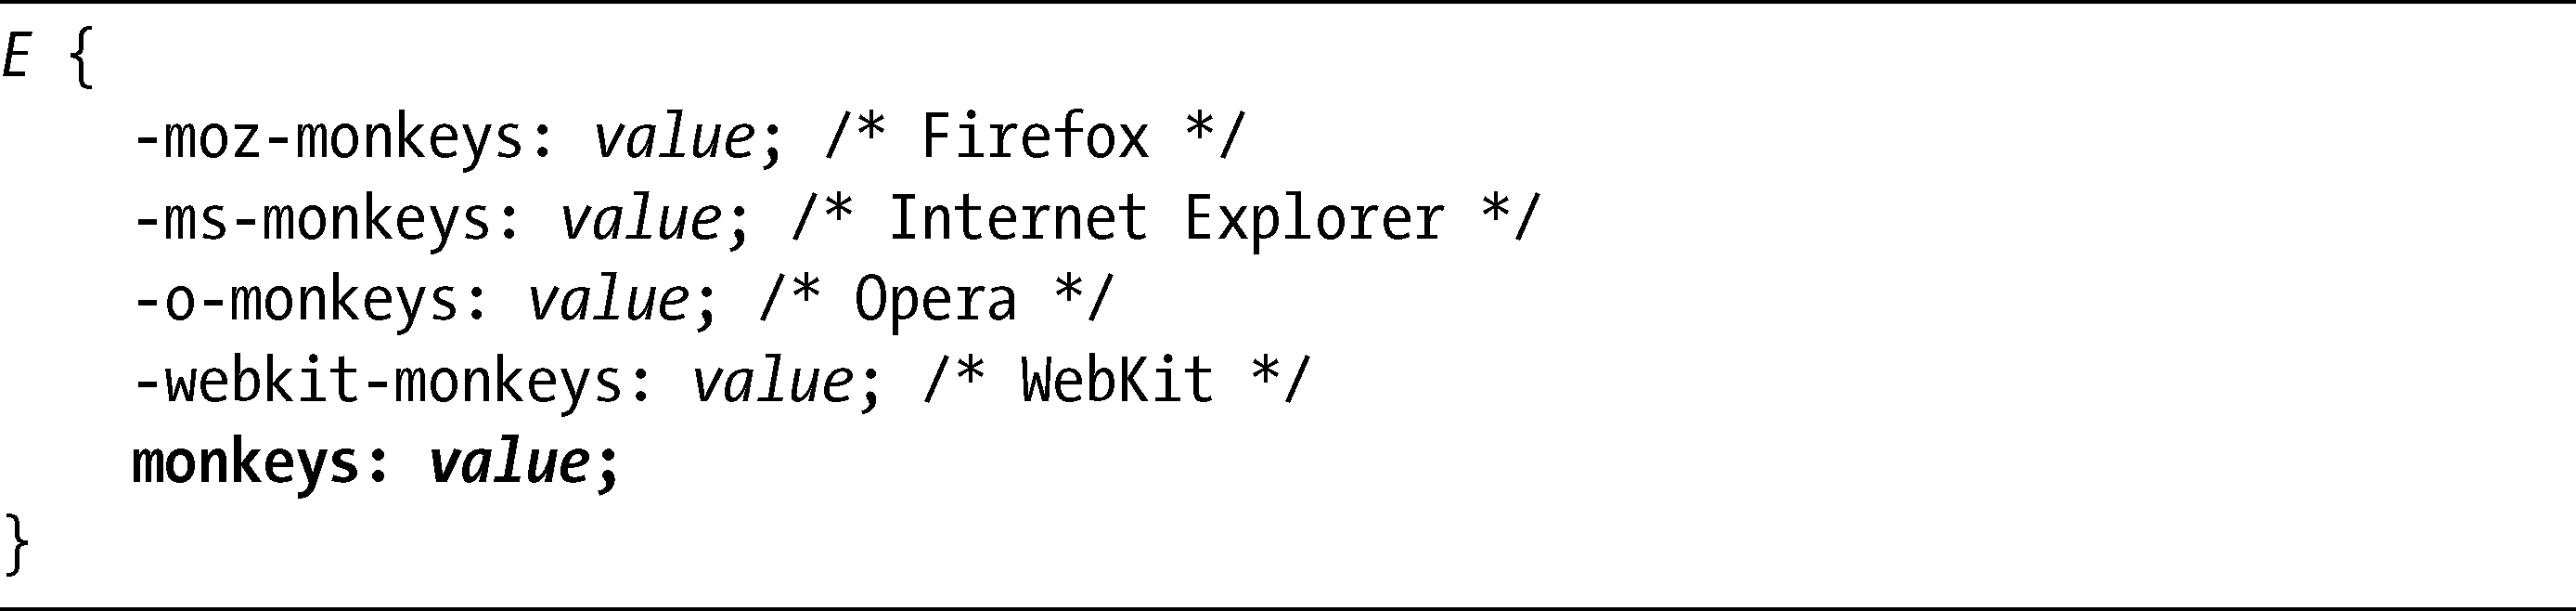 E {
-moz-monkeys: value; /* Firefox */
-ms-monkeys: value; /* Internet Explorer */
-o-monkeys: value; /* Opera */
-webkit-monkeys: value; /* WebKit */
monkeys: value;
}